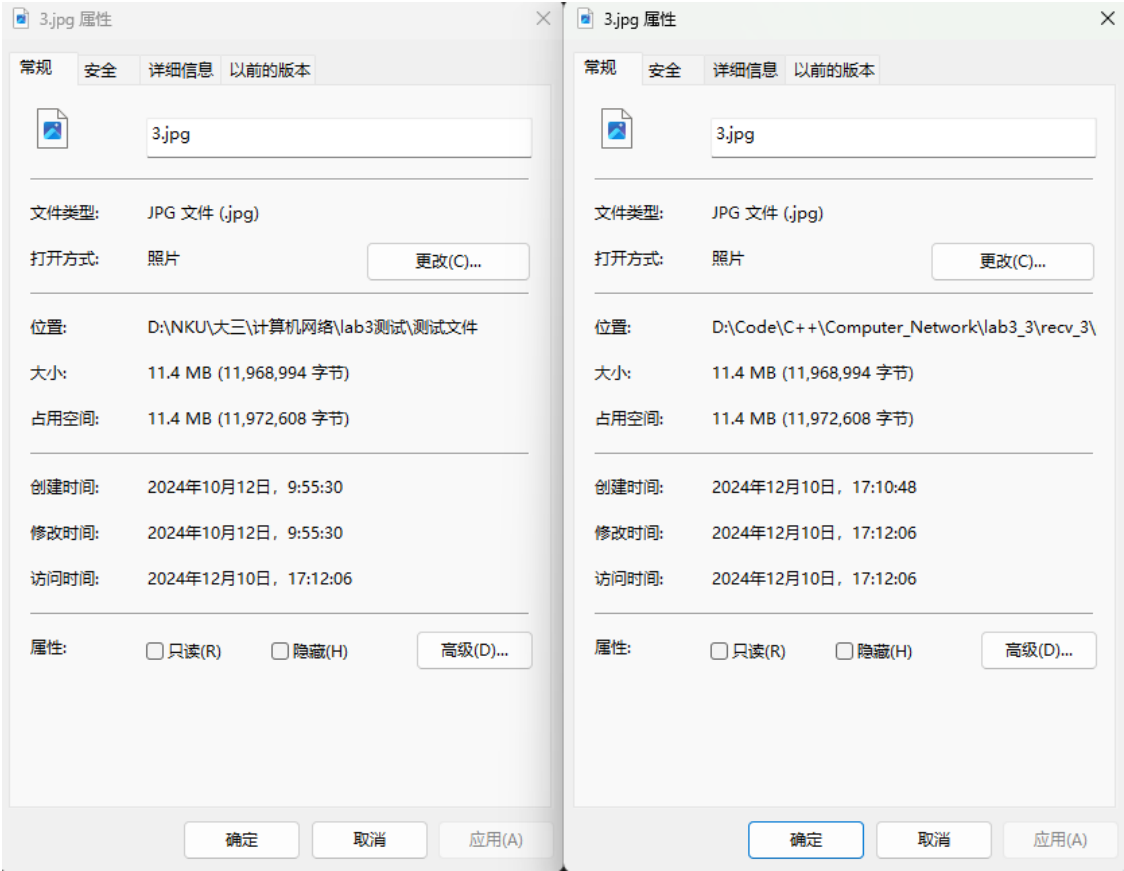 3.jpg 属性
常规 安全 详细信息 以前的版本
3.jpg
文件类型: JPG 文件 (.jpg)
打开方式: 照片 更改(C)...
位置: D:\NKU\大三\计算机网络\lab3测试\测试文件
大小: 11.4 MB (11,968,994 字节)
占用空间: 11.4 MB (11,972,608 字节)
创建时间: 2024年10月12日，9:55:30
修改时间: 2024年10月12日，9:55:30
访问时间: 2024年12月10日，17:12:06
属性: 只读(R) 隐藏(H) 高级(D)...
确定 取消 应用(A)
3.jpg 属性
常规 安全 详细信息 以前的版本
3.jpg
文件类型: JPG 文件 (.jpg)
打开方式: 照片 更改(C)...
位置: D:\Code\C++\Computer_Network\lab3_3\recv_3\
大小: 11.4 MB (11,968,994 字节)
占用空间: 11.4 MB (11,972,608 字节)
创建时间: 2024年12月10日，17:10:48
修改时间: 2024年12月10日，17:12:06
访问时间: 2024年12月10日，17:12:06
属性: 只读(R) 隐藏(H) 高级(D)...
确定 取消 应用(A)